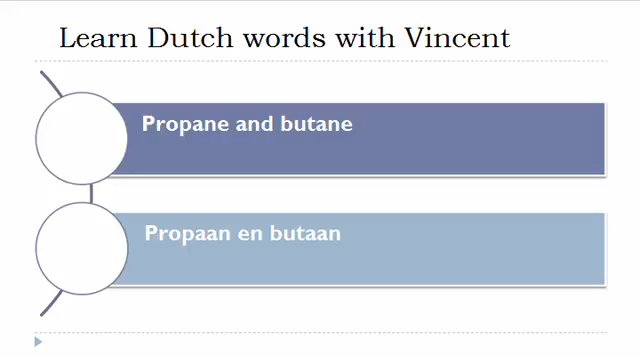 Learn Dutch words with Vincent
Propane and butane
Propaan en butaan